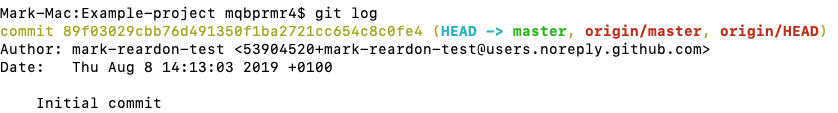 Mark-Mac:Example-project mqbprmr4$ git log
commit 89f03029cbb76d491350f1ba2721cc654c8c0fe4 (HEAD -> master, origin/master, origin/HEAD)
Author: mark-reardon-test <53904520+mark-reardon-test@users.noreply.github.com>
Date:   Thu Aug 8 14:13:03 2019 +0100
    Initial commit